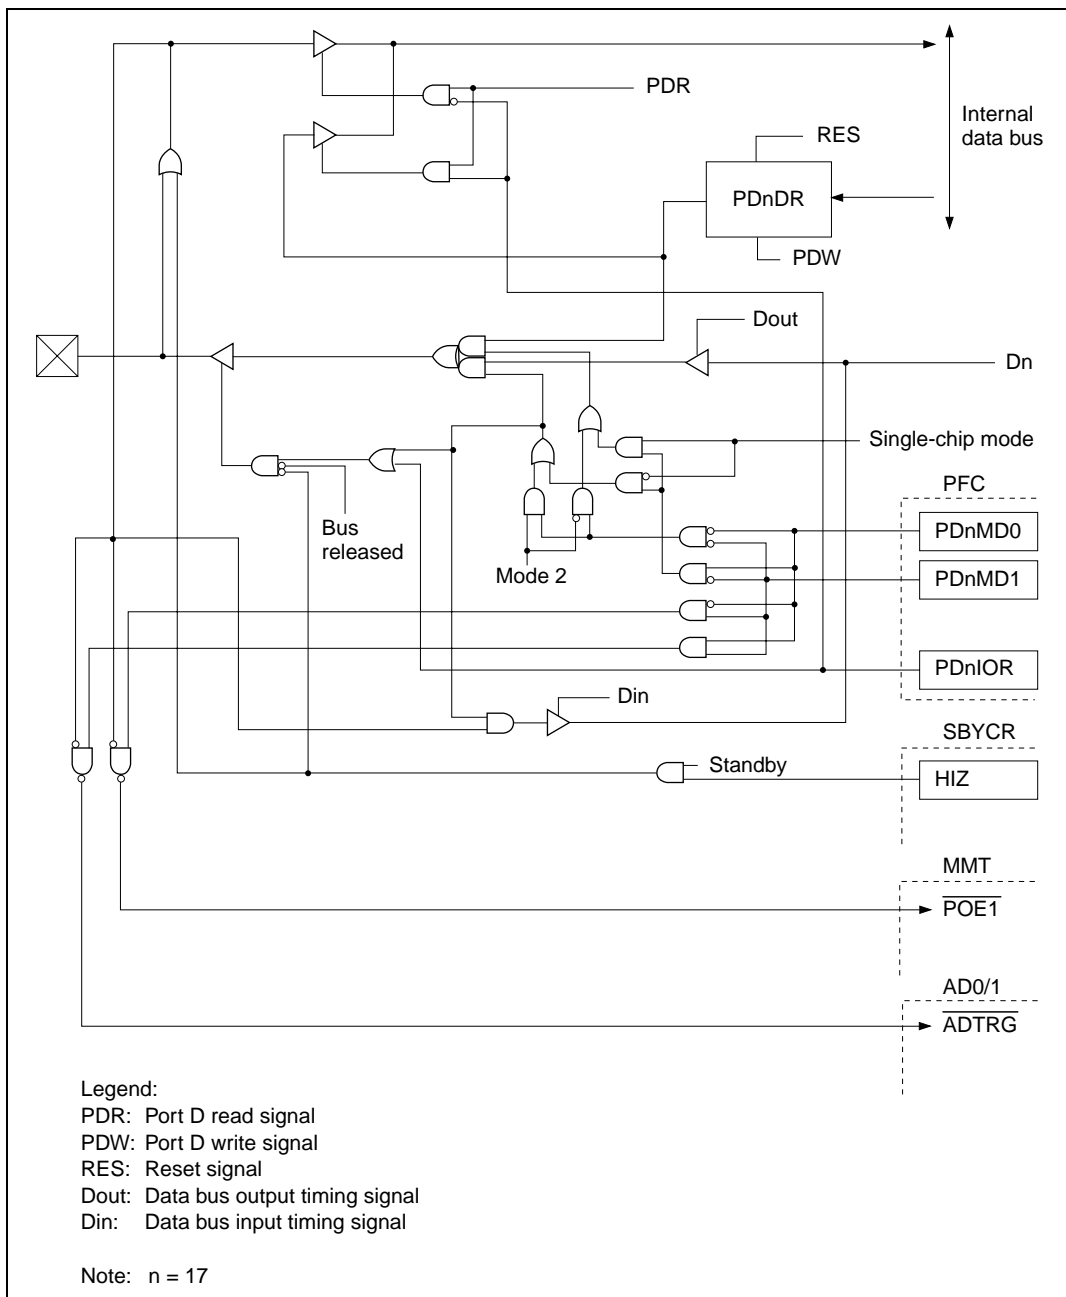 PDR
Internal
data bus
RES
PDnDR
PDW
Dout
Dn
Single-chip mode
PFC
Bus
released
PDnMD0
Mode 2
PDnMD1
PDnIOR
Din
SBYCR
Standby
HIZ
MMT
POE1
AD0/1
ADTRG
Legend:
PDR: Port D read signal
PDW: Port D write signal
RES: Reset signal
Dout: Data bus output timing signal
Din: Data bus input timing signal
Note: n = 17